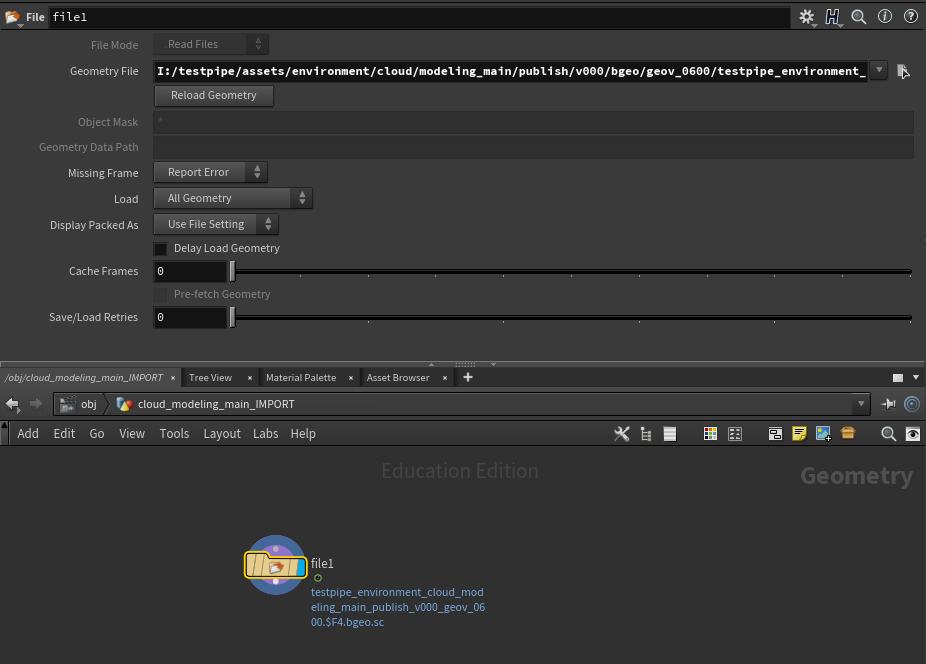 File file1
File Mode Read Files
Geometry File I:/testpipe/assets/environment/cloud/modeling_main/publish/v000/bgeo/geov_0600/testpipe_environment_
Reload Geometry
Object Mask *
Geometry Data Path
Missing Frame Report Error
Load All Geometry
Display Packed As Use File Setting
Delay Load Geometry
Cache Frames 0
Pre-fetch Geometry
Save/Load Retries 0
/obj/cloud_modeling_main_IMPORT × Tree View × Material Palette × Asset Browser × +
obj cloud_modeling_main_IMPORT
Add Edit Go View Tools Layout Labs Help
Education Edition Geometry
file1
testpipe_environment_cloud_mod
eling_main_publish_v000_geov_06
00.$F4.bgeo.sc